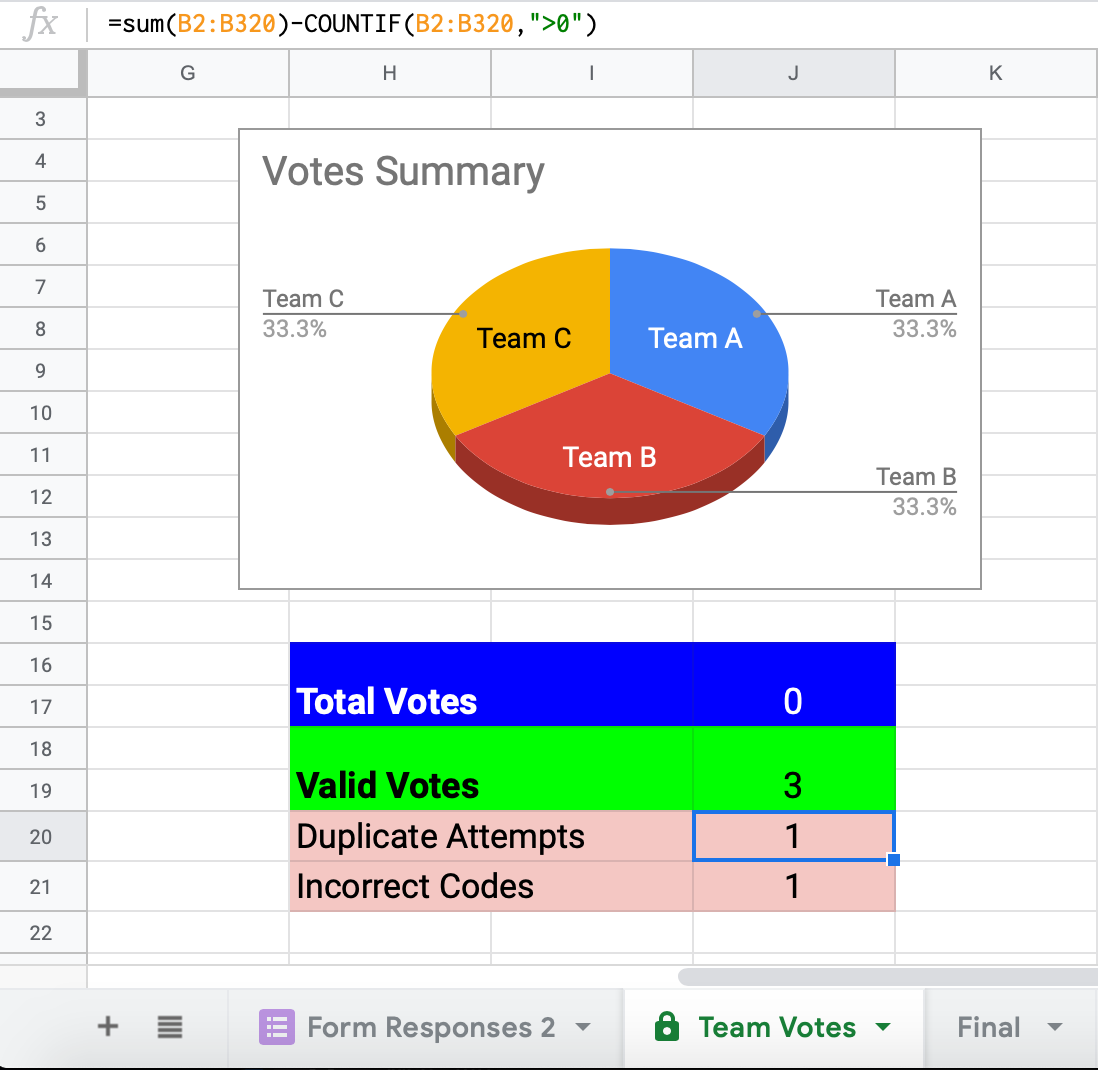 fx =sum(B2:B320)-COUNTIF(B2:B320,">0")
G H I J K
3
4
5
6
7
8
9
10
11
12
13
14
15
16
17
18
19
20
21
22
Votes Summary
Team C
33.3%
Team A
33.3%
Team C
Team A
Team B
Team B
33.3%
Total Votes 0
Valid Votes 3
Duplicate Attempts 1
Incorrect Codes 1
+ Form Responses 2 Team Votes Final